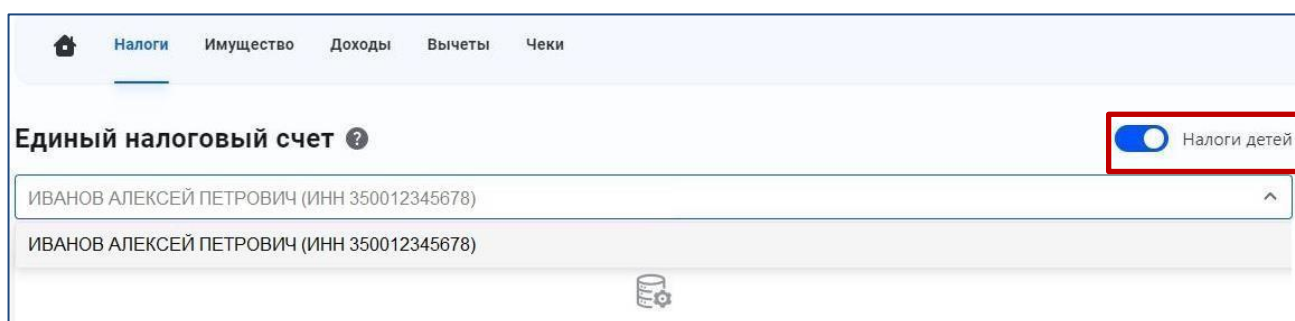 Налоги Имущество Доходы Вычеты Чеки
Единый налоговый счет ? Налоги детей
ИВАНОВ АЛЕКСЕЙ ПЕТРОВИЧ (ИНН 350012345678)
ИВАНОВ АЛЕКСЕЙ ПЕТРОВИЧ (ИНН 350012345678)